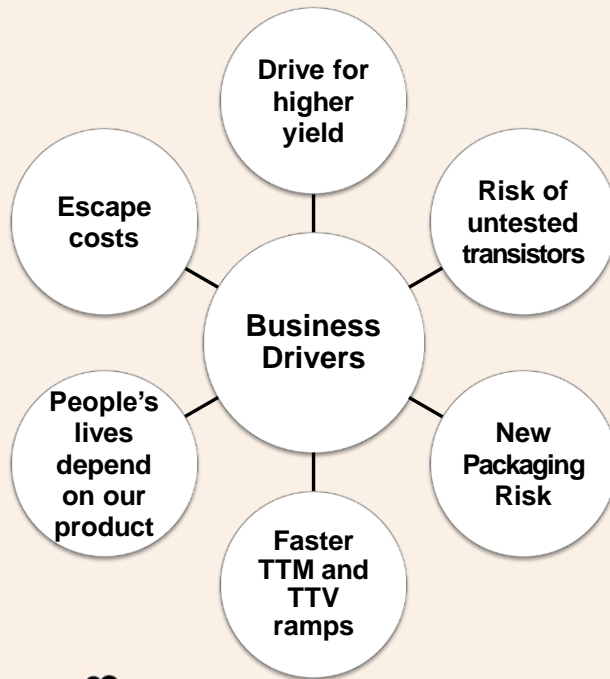 Drive for
higher
yield
Escape
costs
Risk of
untested
transistors
Business
Drivers
People’s
lives
depend
on our
product
New
Packaging
Risk
Faster
TTM and
TTV
ramps